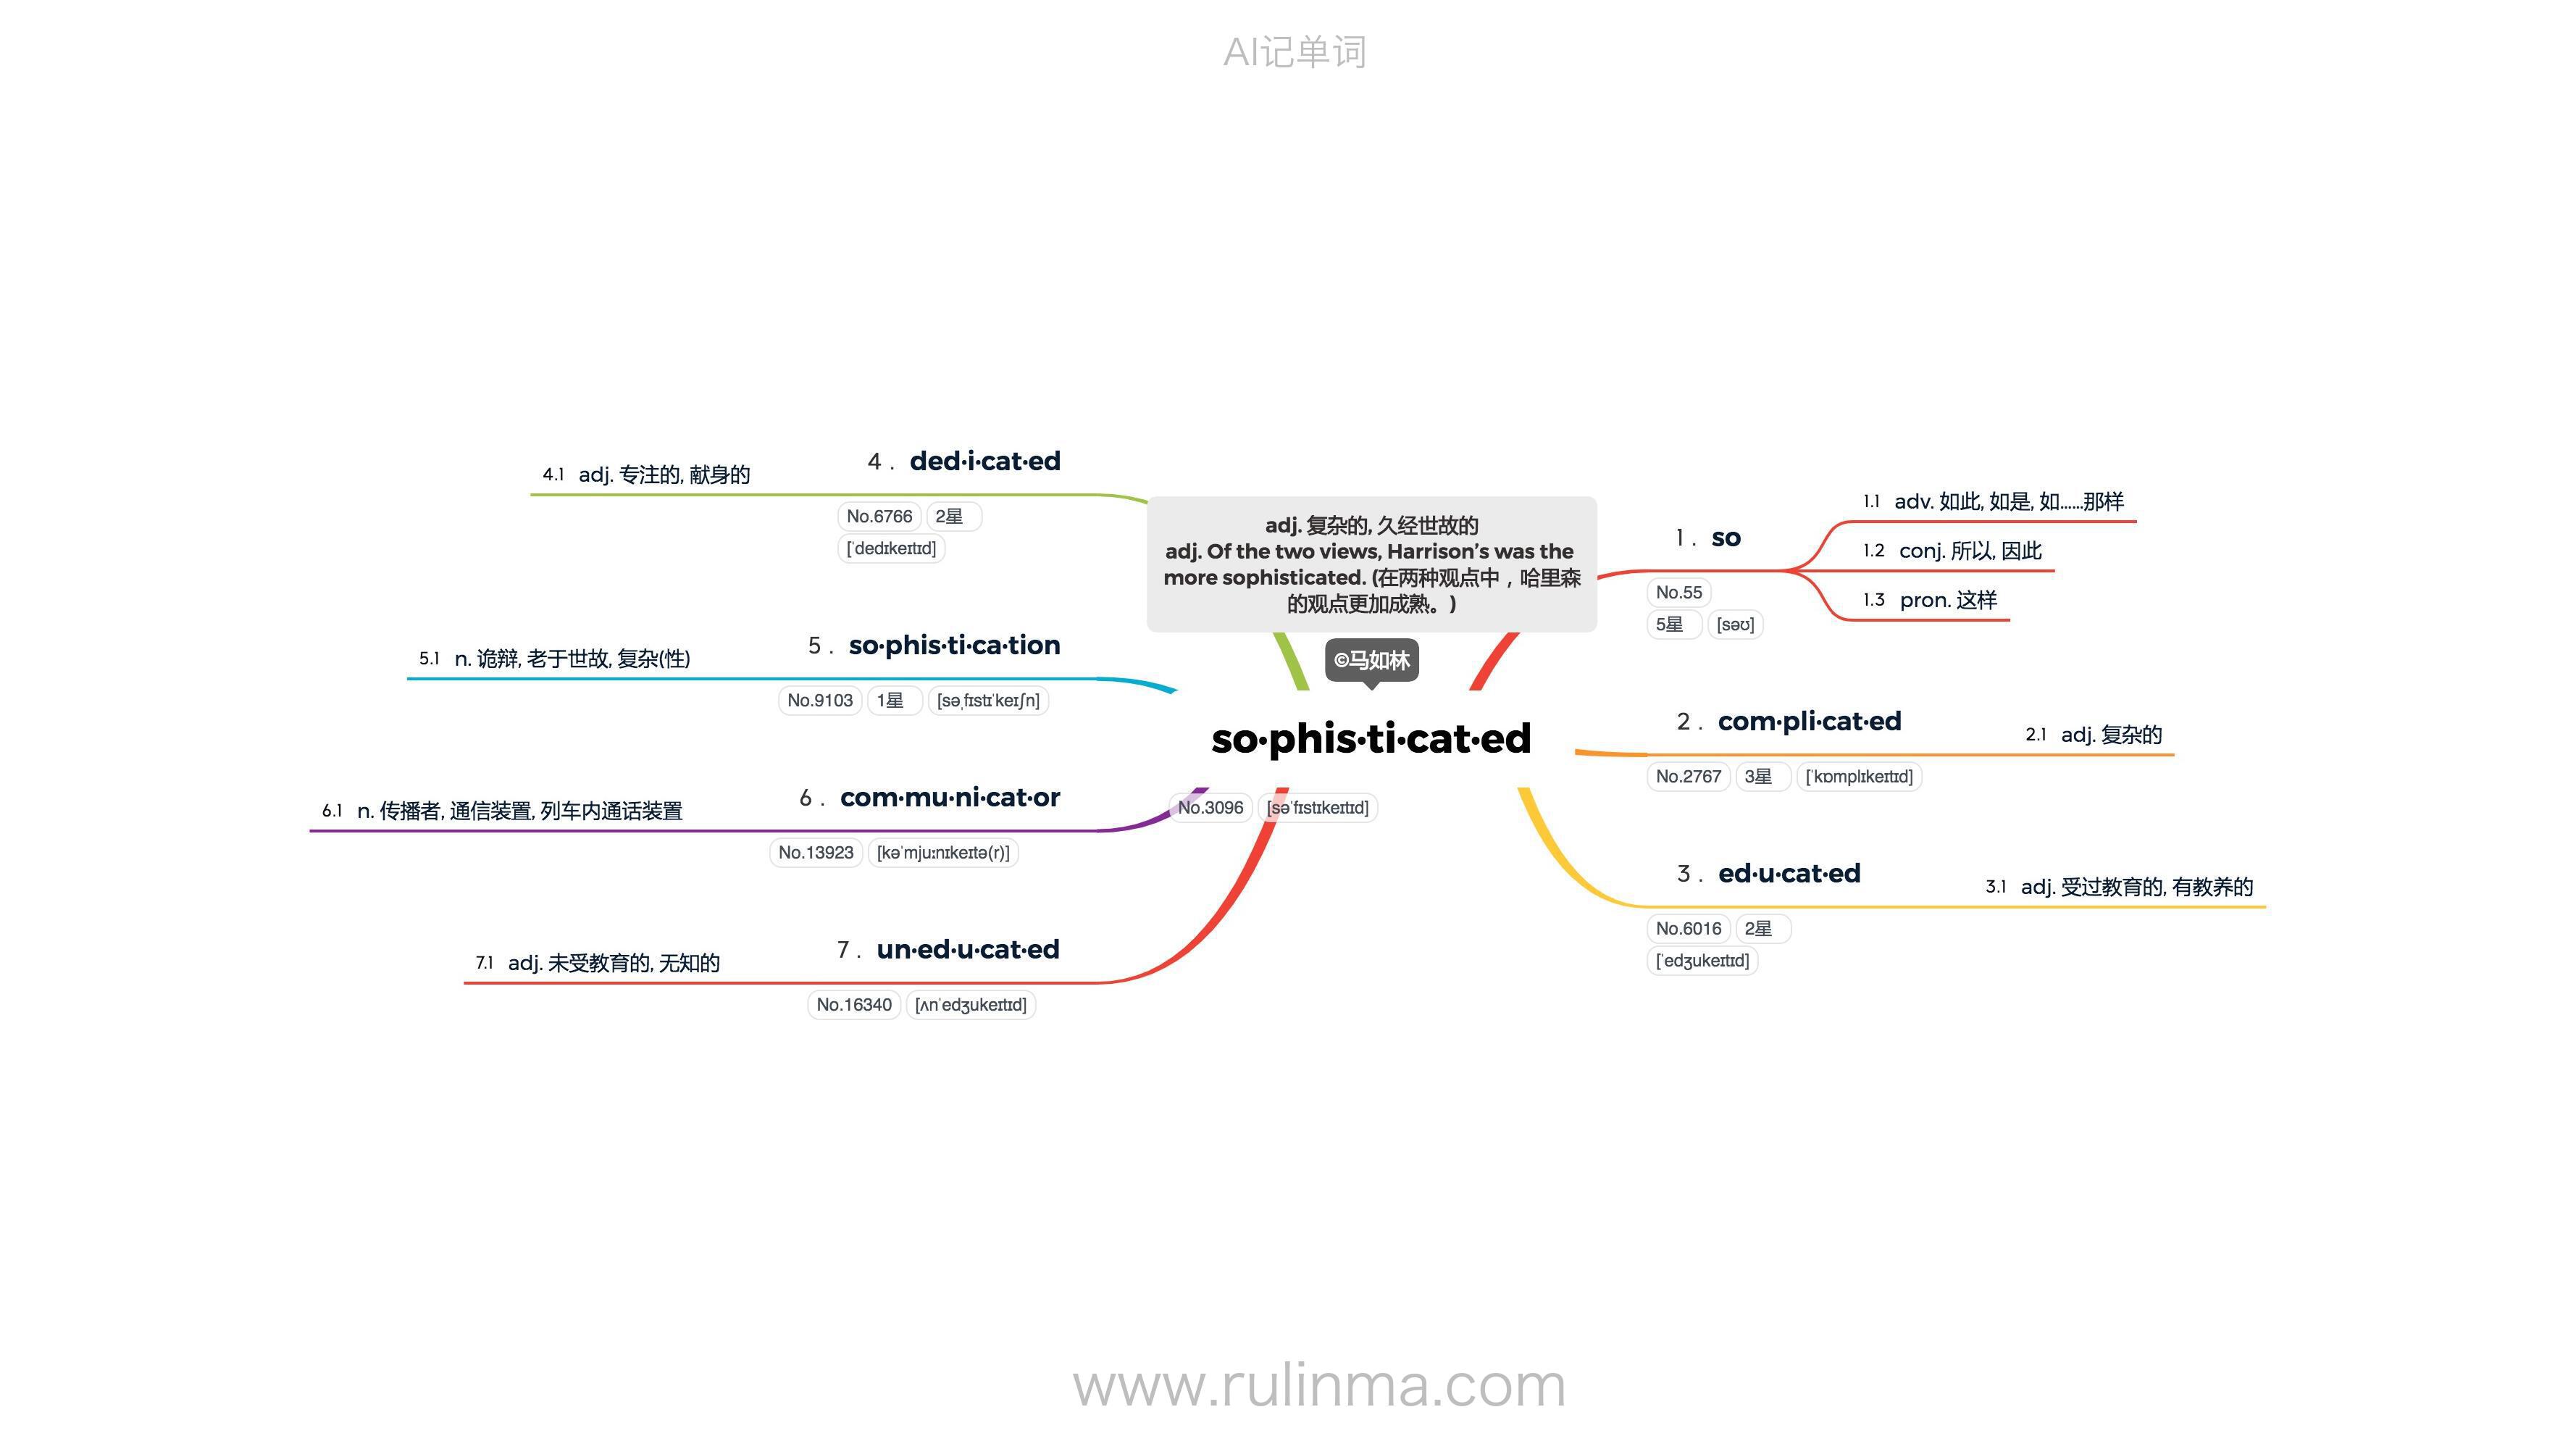 AI记单词
adj. 复杂的, 久经世故的
adj. Of the two views, Harrison’s was the
more sophisticated. (在两种观点中，哈里森
的观点更加成熟。)
©马如林
so·phis·ti·cat·ed
No.3096 [səˈfɪstɪkeɪtɪd]
1 . so
No.55
5星 [səʊ]
1.1 adv. 如此, 如是, 如……那样
1.2 conj. 所以, 因此
1.3 pron. 这样
2 . com·pli·cat·ed
No.2767 3星 [ˈkɒmplɪkeɪtɪd]
2.1 adj. 复杂的
3 . ed·u·cat·ed
No.6016 2星
[ˈedʒukeɪtɪd]
3.1 adj. 受过教育的, 有教养的
4 . ded·i·cat·ed
No.6766 2星
[ˈdedɪkeɪtɪd]
4.1 adj. 专注的, 献身的
5 . so·phis·ti·ca·tion
No.9103 1星 [səˌfɪstɪˈkeɪʃn]
5.1 n. 诡辩, 老于世故, 复杂(性)
6 . com·mu·ni·cat·or
No.13923 [kəˈmjuːnɪkeɪtə(r)]
6.1 n. 传播者, 通信装置, 列车内通话装置
7 . un·ed·u·cat·ed
No.16340 [ʌnˈedʒukeɪtɪd]
7.1 adj. 未受教育的, 无知的
www.rulinma.com